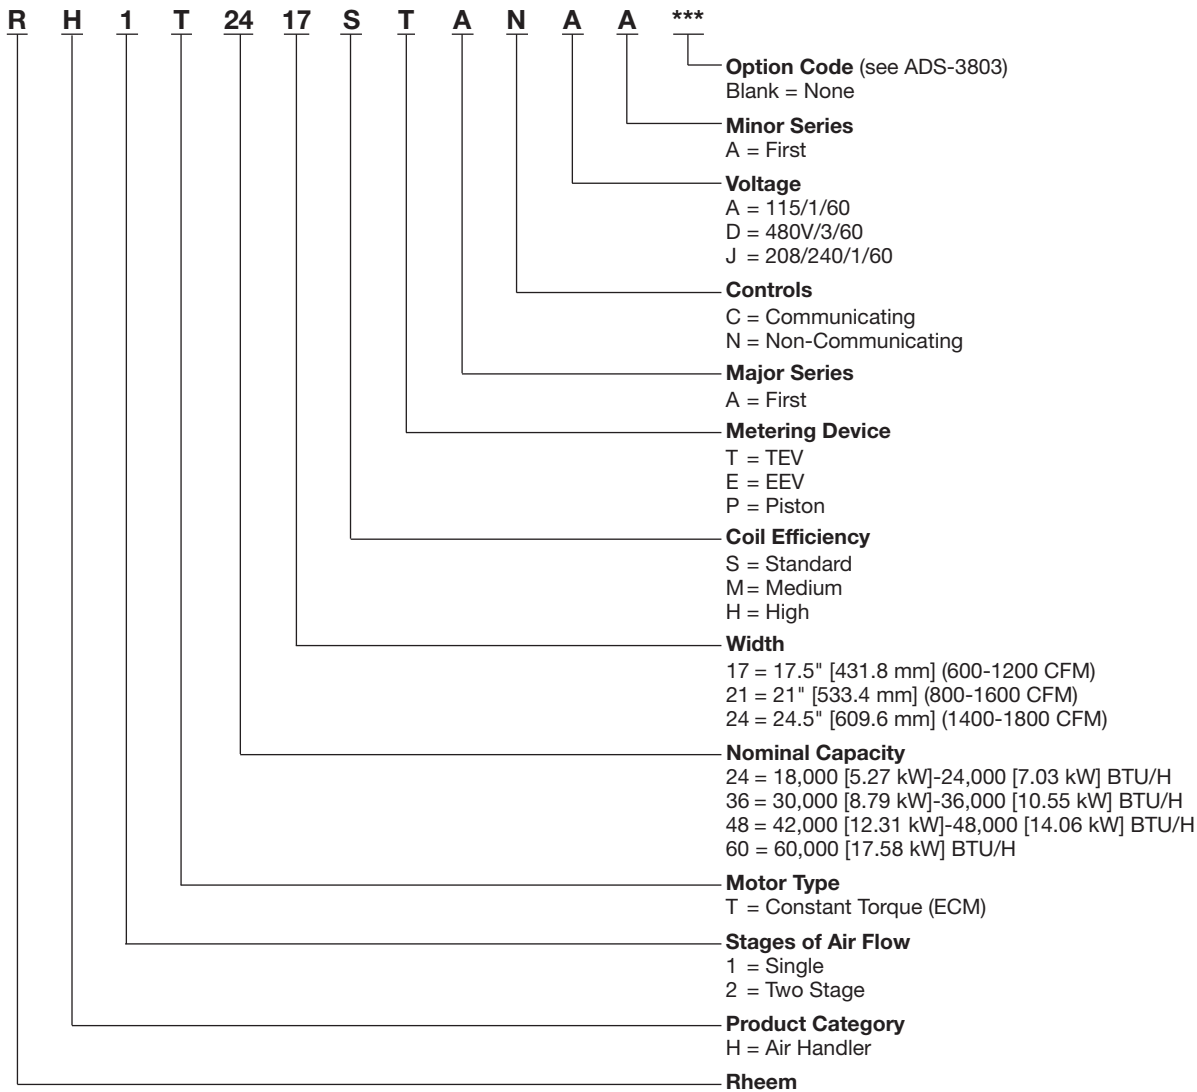 R H 1 T 24 17 S T A N A A ***
Option Code (see ADS-3803)
Blank = None
Minor Series
A = First
Voltage
A = 115/1/60
D = 480V/3/60
J = 208/240/1/60
Controls
C = Communicating
N = Non-Communicating
Major Series
A = First
Metering Device
T = TEV
E = EEV
P = Piston
Coil Efficiency
S = Standard
M= Medium
H = High
Width
17 = 17.5" [431.8 mm] (600-1200 CFM)
21 = 21" [533.4 mm] (800-1600 CFM)
24 = 24.5" [609.6 mm] (1400-1800 CFM)
Nominal Capacity
24 = 18,000 [5.27 kW]-24,000 [7.03 kW] BTU/H
36 = 30,000 [8.79 kW]-36,000 [10.55 kW] BTU/H
48 = 42,000 [12.31 kW]-48,000 [14.06 kW] BTU/H
60 = 60,000 [17.58 kW] BTU/H
Motor Type
T = Constant Torque (ECM)
Stages of Air Flow
1 = Single
2 = Two Stage
Product Category
H = Air Handler
Rheem